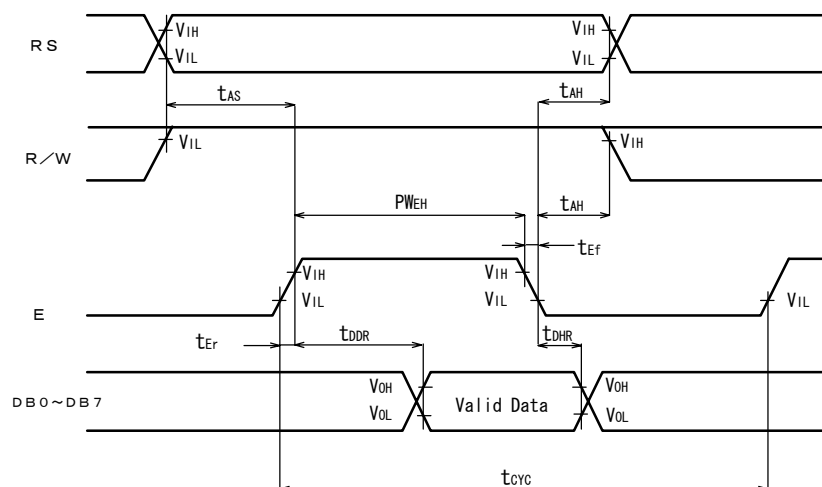 RS
VIH
VIL
VIH
VIL
tAS
tAH
R／W
VIL
VIH
PWEH
tAH
tEf
E
VIH
VIL
VIH
VIL
VIL
tEr
tDDR
tDHR
DB0～DB7
VOH
VOL
Valid Data
VOH
VOL
tCYC